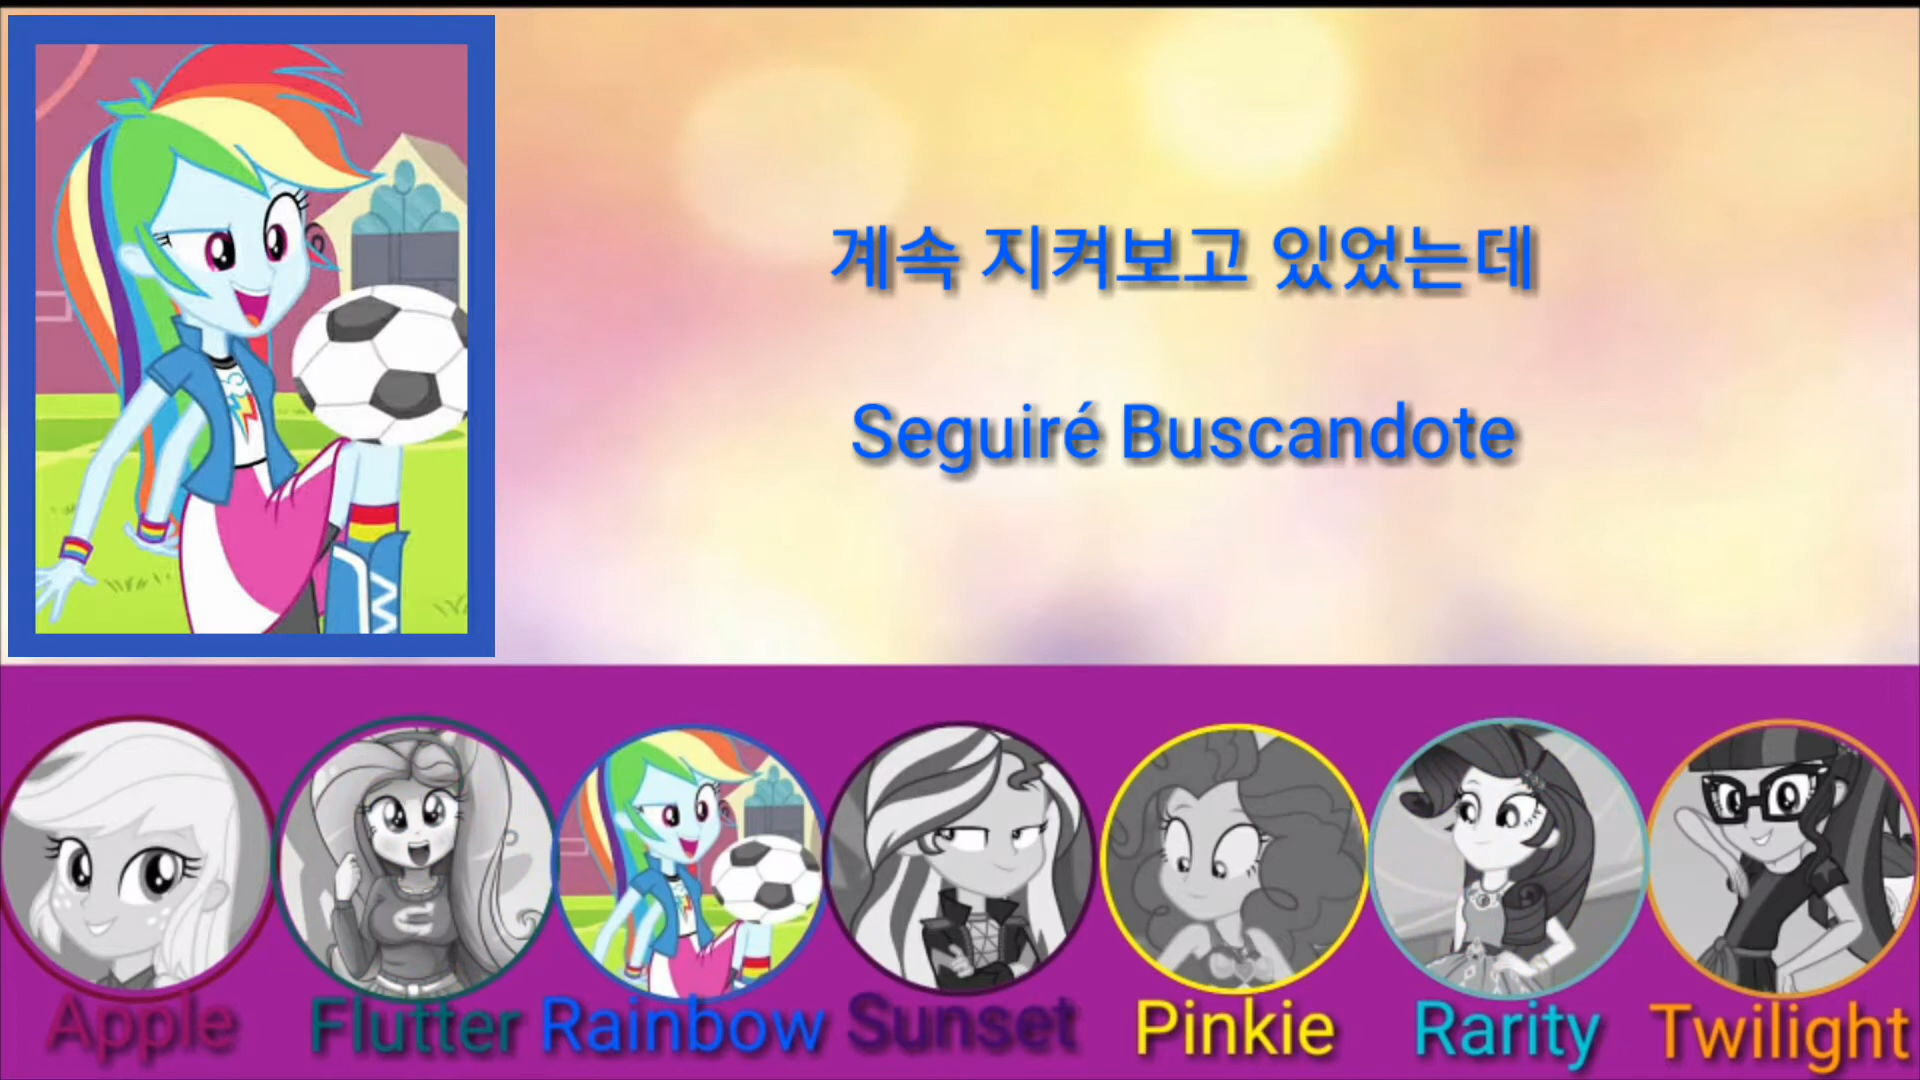 계속 지켜보고 있었는데
Seguiré Buscandote
Apple Flutter Rainbow Sunset Pinkie Rarity Twilight